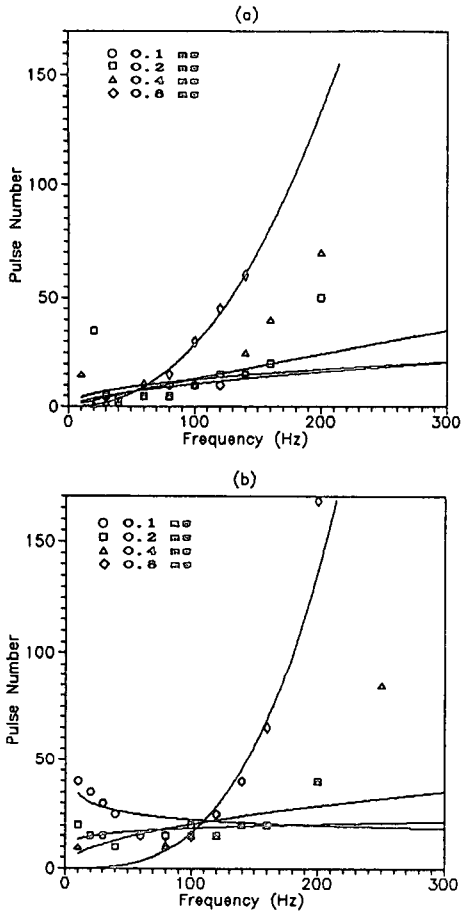 (a)
150
100
50
0
Pulse Number
○ 0.1 ms
□ 0.2 ms
△ 0.4 ms
◇ 0.8 ms
0 100 200 300
Frequency (Hz)
(b)
150
100
50
0
Pulse Number
○ 0.1 ms
□ 0.2 ms
△ 0.4 ms
◇ 0.8 ms
0 100 200 300
Frequency (Hz)